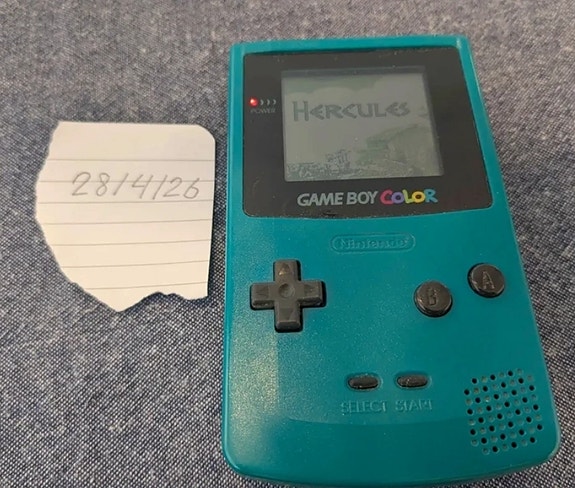 28/4/26
HERCULES
POWER
GAME BOY COLOR
Nintendo
B A
SELECT START